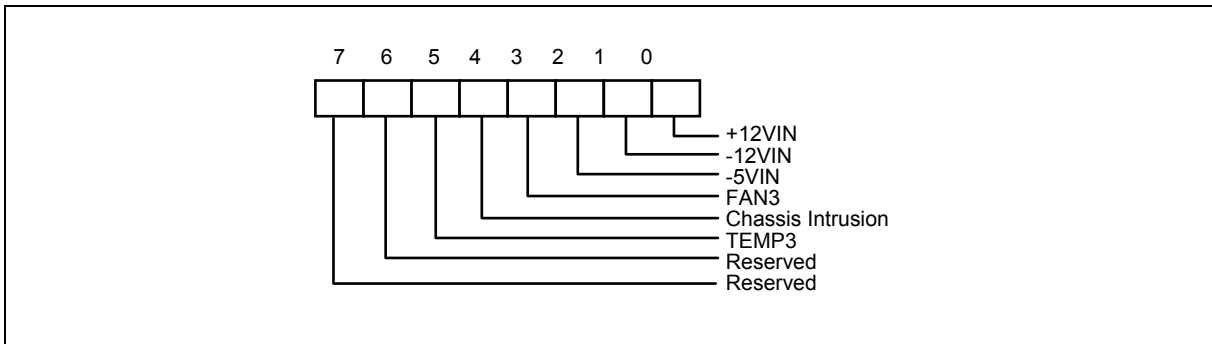 7 6 5 4 3 2 1 0
+12VIN
-12VIN
-5VIN
FAN3
Chassis Intrusion
TEMP3
Reserved
Reserved